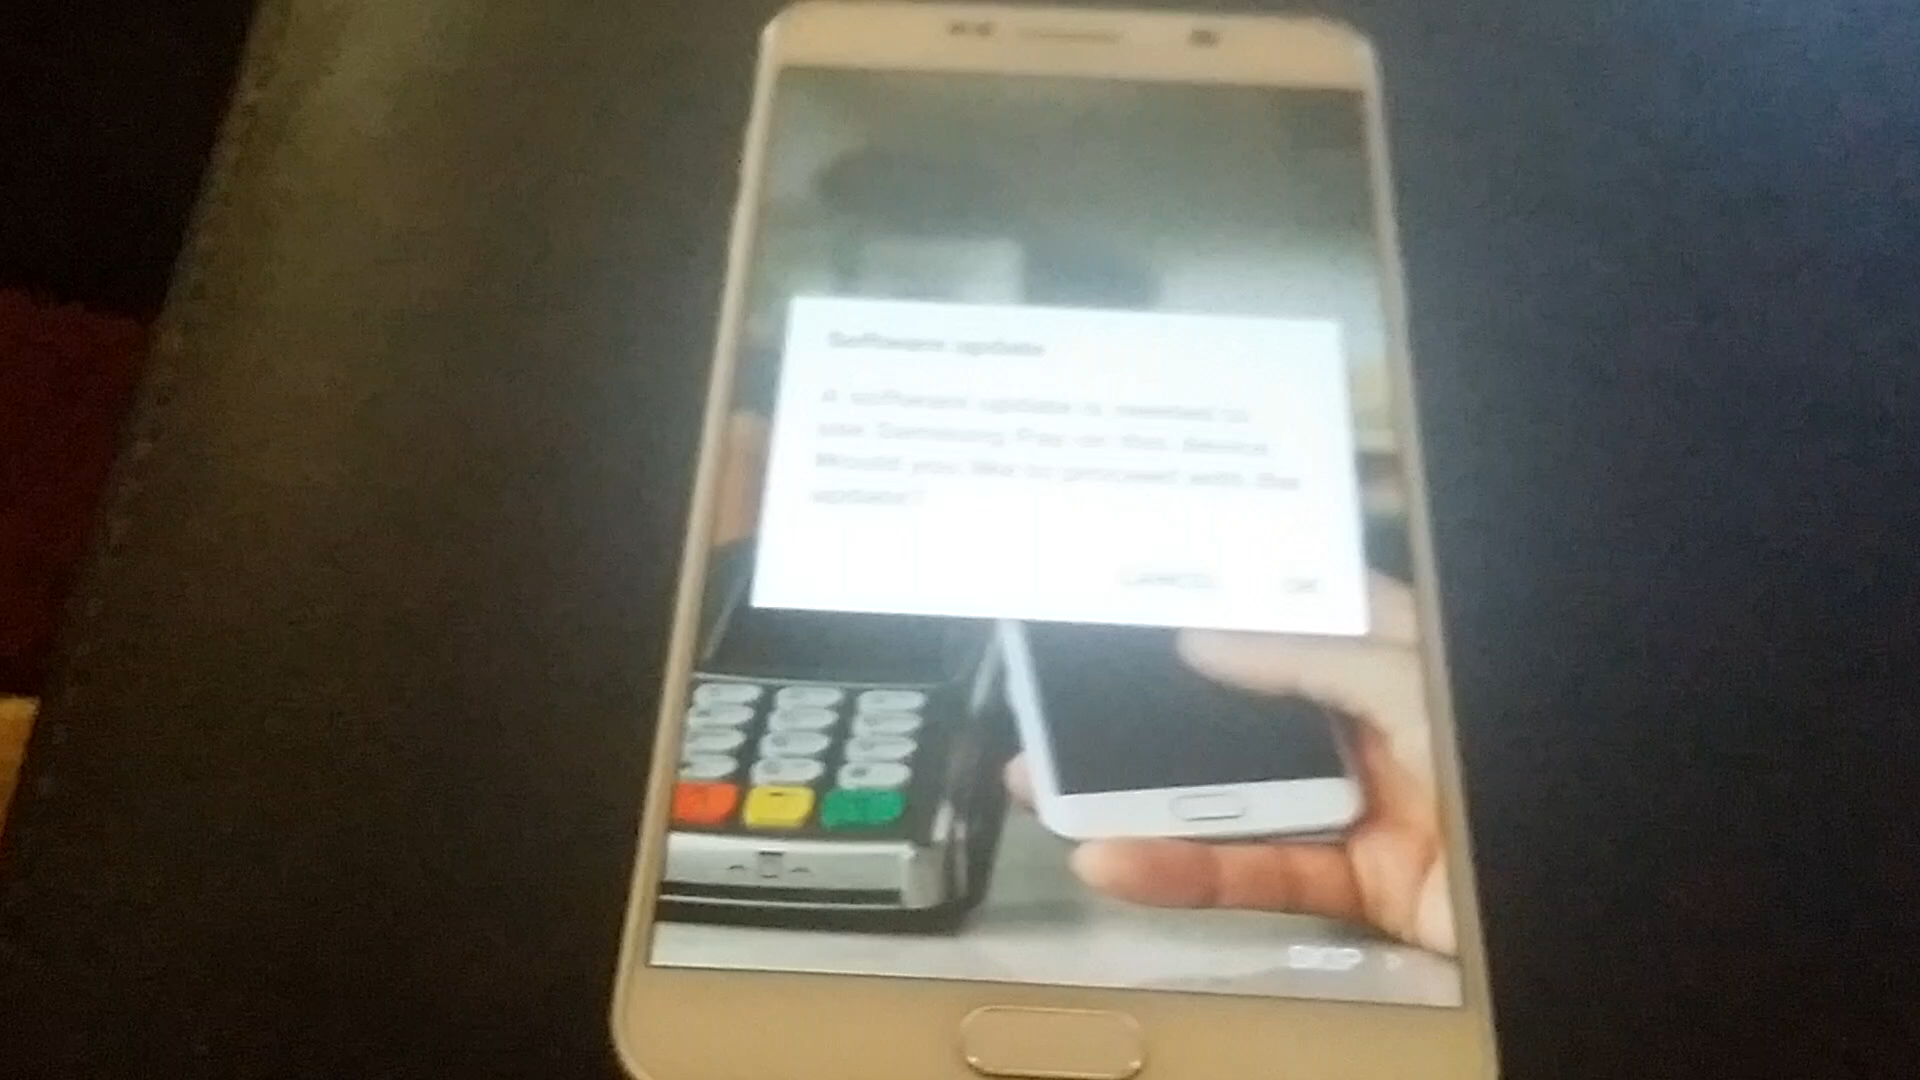 Software update
A software update is needed to
use Samsung Pay on this device.
Would you like to proceed with the
update?
CANCEL OK
SKIP >